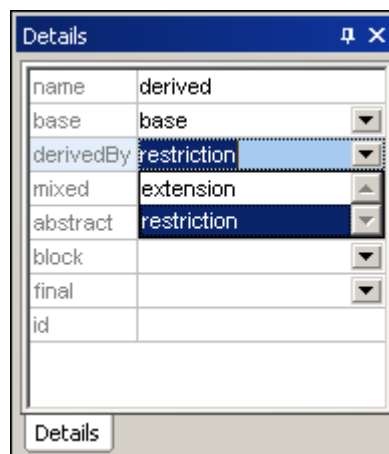 Details
name derived
base base
derivedBy restriction
mixed extension
abstract restriction
block
final
id
Details